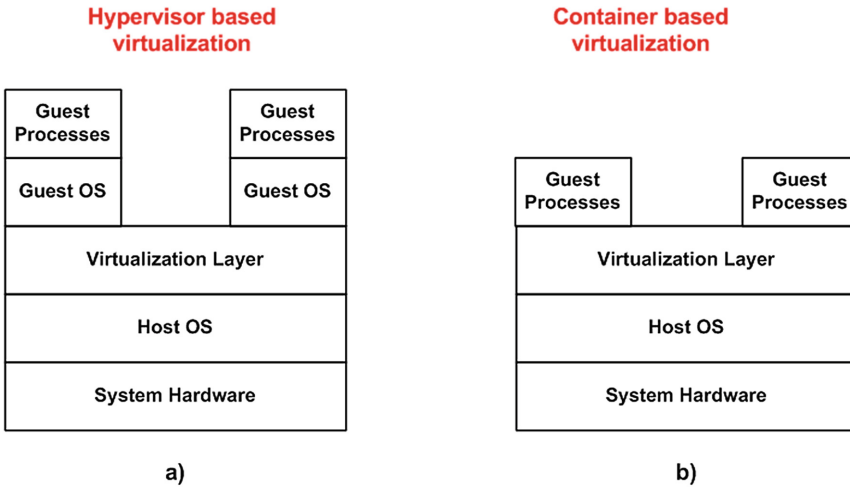 Hypervisor based
virtualization
Guest
Processes
Guest
Processes
Guest OS
Guest OS
Virtualization Layer
Host OS
System Hardware
a)
Container based
virtualization
Guest
Processes
Guest
Processes
Virtualization Layer
Host OS
System Hardware
b)